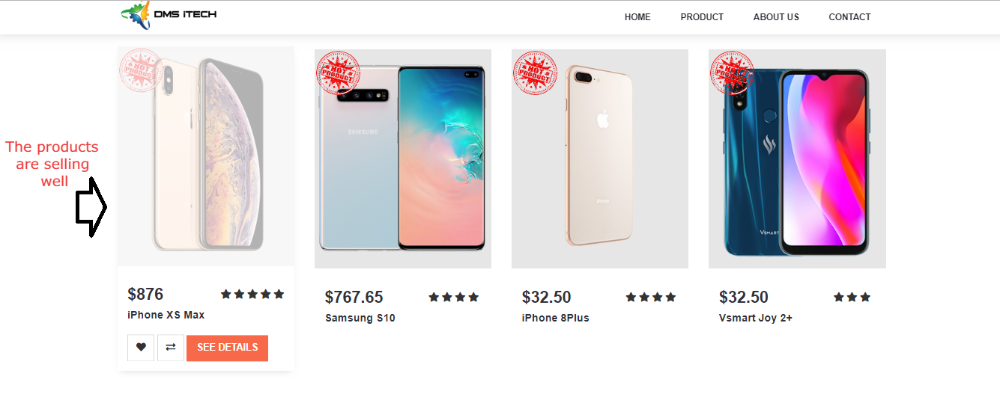 DMS iTECH
HOME
PRODUCT
ABOUT US
CONTACT
The products
are selling
well
HOT
PRODUCT
HOT
PRODUCT
HOT
PRODUCT
HOT
PRODUCT
SAMSUNG
iPhone
VSMART
$876
iPhone XS Max
SEE DETAILS
$767.65
Samsung S10
$32.50
iPhone 8Plus
$32.50
Vsmart Joy 2+